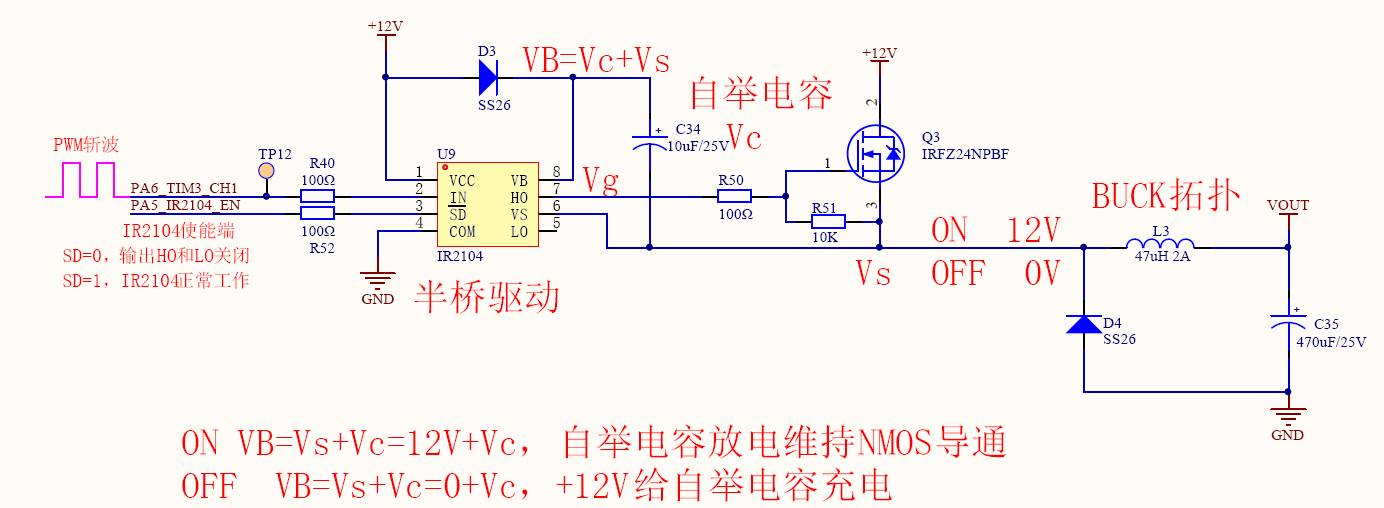 +12V
D3
VB=Vc+Vs
SS26
+12V
自举电容
C34
10uF/25V
Vc
2
Q3
IRFZ24NPBF
1
3
PWM斩波
TP12
R40
100Ω
U9
1
VCC
VB
8
PA6_TIM3_CH1
2
IN
HO
7
Vg
R50
100Ω
PA5_IR2104_EN
3
SD
VS
6
4
COM
LO
5
100Ω
R52
IR2104
R51
10K
IR2104使能端
SD=0，输出HO和LO关闭
SD=1，IR2104正常工作
GND
半桥驱动
Vs
ON 12V
OFF 0V
BUCK拓扑
VOUT
L3
47uH 2A
D4
SS26
C35
470uF/25V
GND
ON VB=Vs+Vc=12V+Vc，自举电容放电维持NMOS导通
OFF VB=Vs+Vc=0+Vc，+12V给自举电容充电